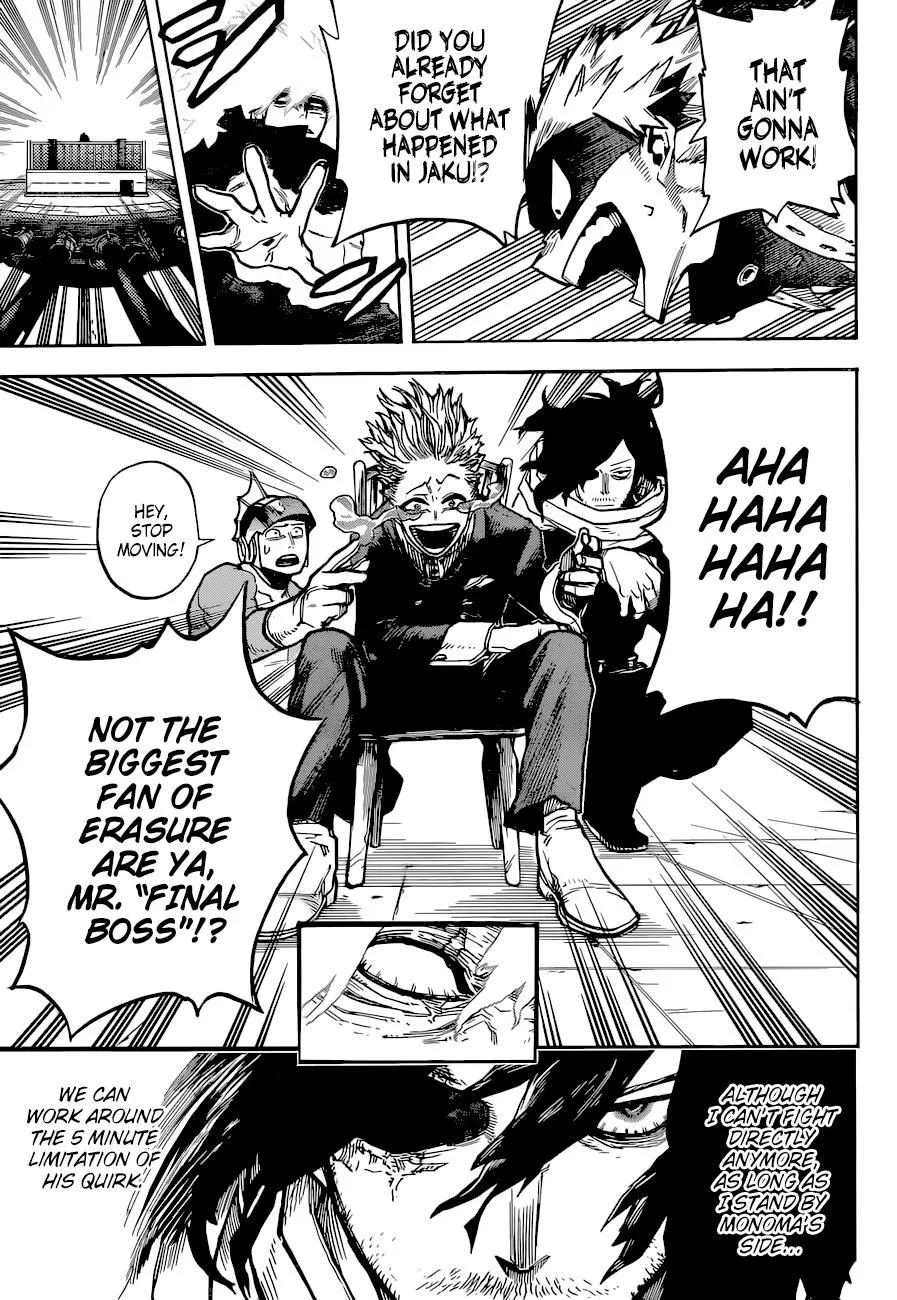 THAT
AIN'T
GONNA
WORK!
DID YOU
ALREADY
FORGET
ABOUT WHAT
HAPPENED
IN JAKU!?
AHA
HAHA
HAHA
HA!!
HEY,
STOP
MOVING!
NOT THE
BIGGEST
FAN OF
ERASURE
ARE YA,
MR. "FINAL
BOSS"!?
ALTHOUGH
I CAN'T FIGHT
DIRECTLY
ANYMORE,
AS LONG AS
I STAND BY
MONOMA'S
SIDE...
WE CAN
WORK AROUND
THE 5 MINUTE
LIMITATION OF
HIS QUIRK!